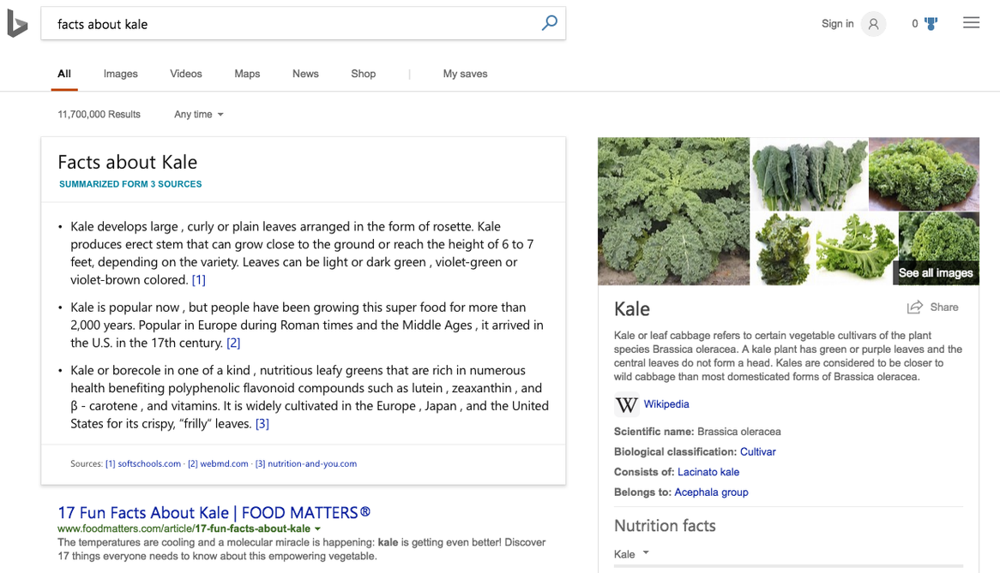 facts about kale
Sign in
0
All Images Videos Maps News Shop | My saves
11,700,000 Results Any time
Facts about Kale
SUMMARIZED FORM 3 SOURCES
• Kale develops large , curly or plain leaves arranged in the form of rosette. Kale
produces erect stem that can grow close to the ground or reach the height of 6 to 7
feet, depending on the variety. Leaves can be light or dark green , violet-green or
violet-brown colored. [1]
• Kale is popular now , but people have been growing this super food for more than
2,000 years. Popular in Europe during Roman times and the Middle Ages , it arrived in
the U.S. in the 17th century. [2]
• Kale or borecole in one of a kind , nutritious leafy greens that are rich in numerous
health benefiting polyphenolic flavonoid compounds such as lutein , zeaxanthin , and
β - carotene , and vitamins. It is widely cultivated in the Europe , Japan , and the United
States for its crispy, “frilly“ leaves. [3]
Sources: [1] softschools.com · [2] webmd.com · [3] nutrition-and-you.com
17 Fun Facts About Kale | FOOD MATTERS®
www.foodmatters.com/article/17-fun-facts-about-kale
The temperatures are cooling and a molecular miracle is happening: kale is getting even better! Discover
17 things everyone needs to know about this empowering vegetable.
See all images
Kale
Share
Kale or leaf cabbage refers to certain vegetable cultivars of the plant
species Brassica oleracea. A kale plant has green or purple leaves and the
central leaves do not form a head. Kales are considered to be closer to
wild cabbage than most domesticated forms of Brassica oleracea.
W Wikipedia
Scientific name: Brassica oleracea
Biological classification: Cultivar
Consists of: Lacinato kale
Belongs to: Acephala group
Nutrition facts
Kale